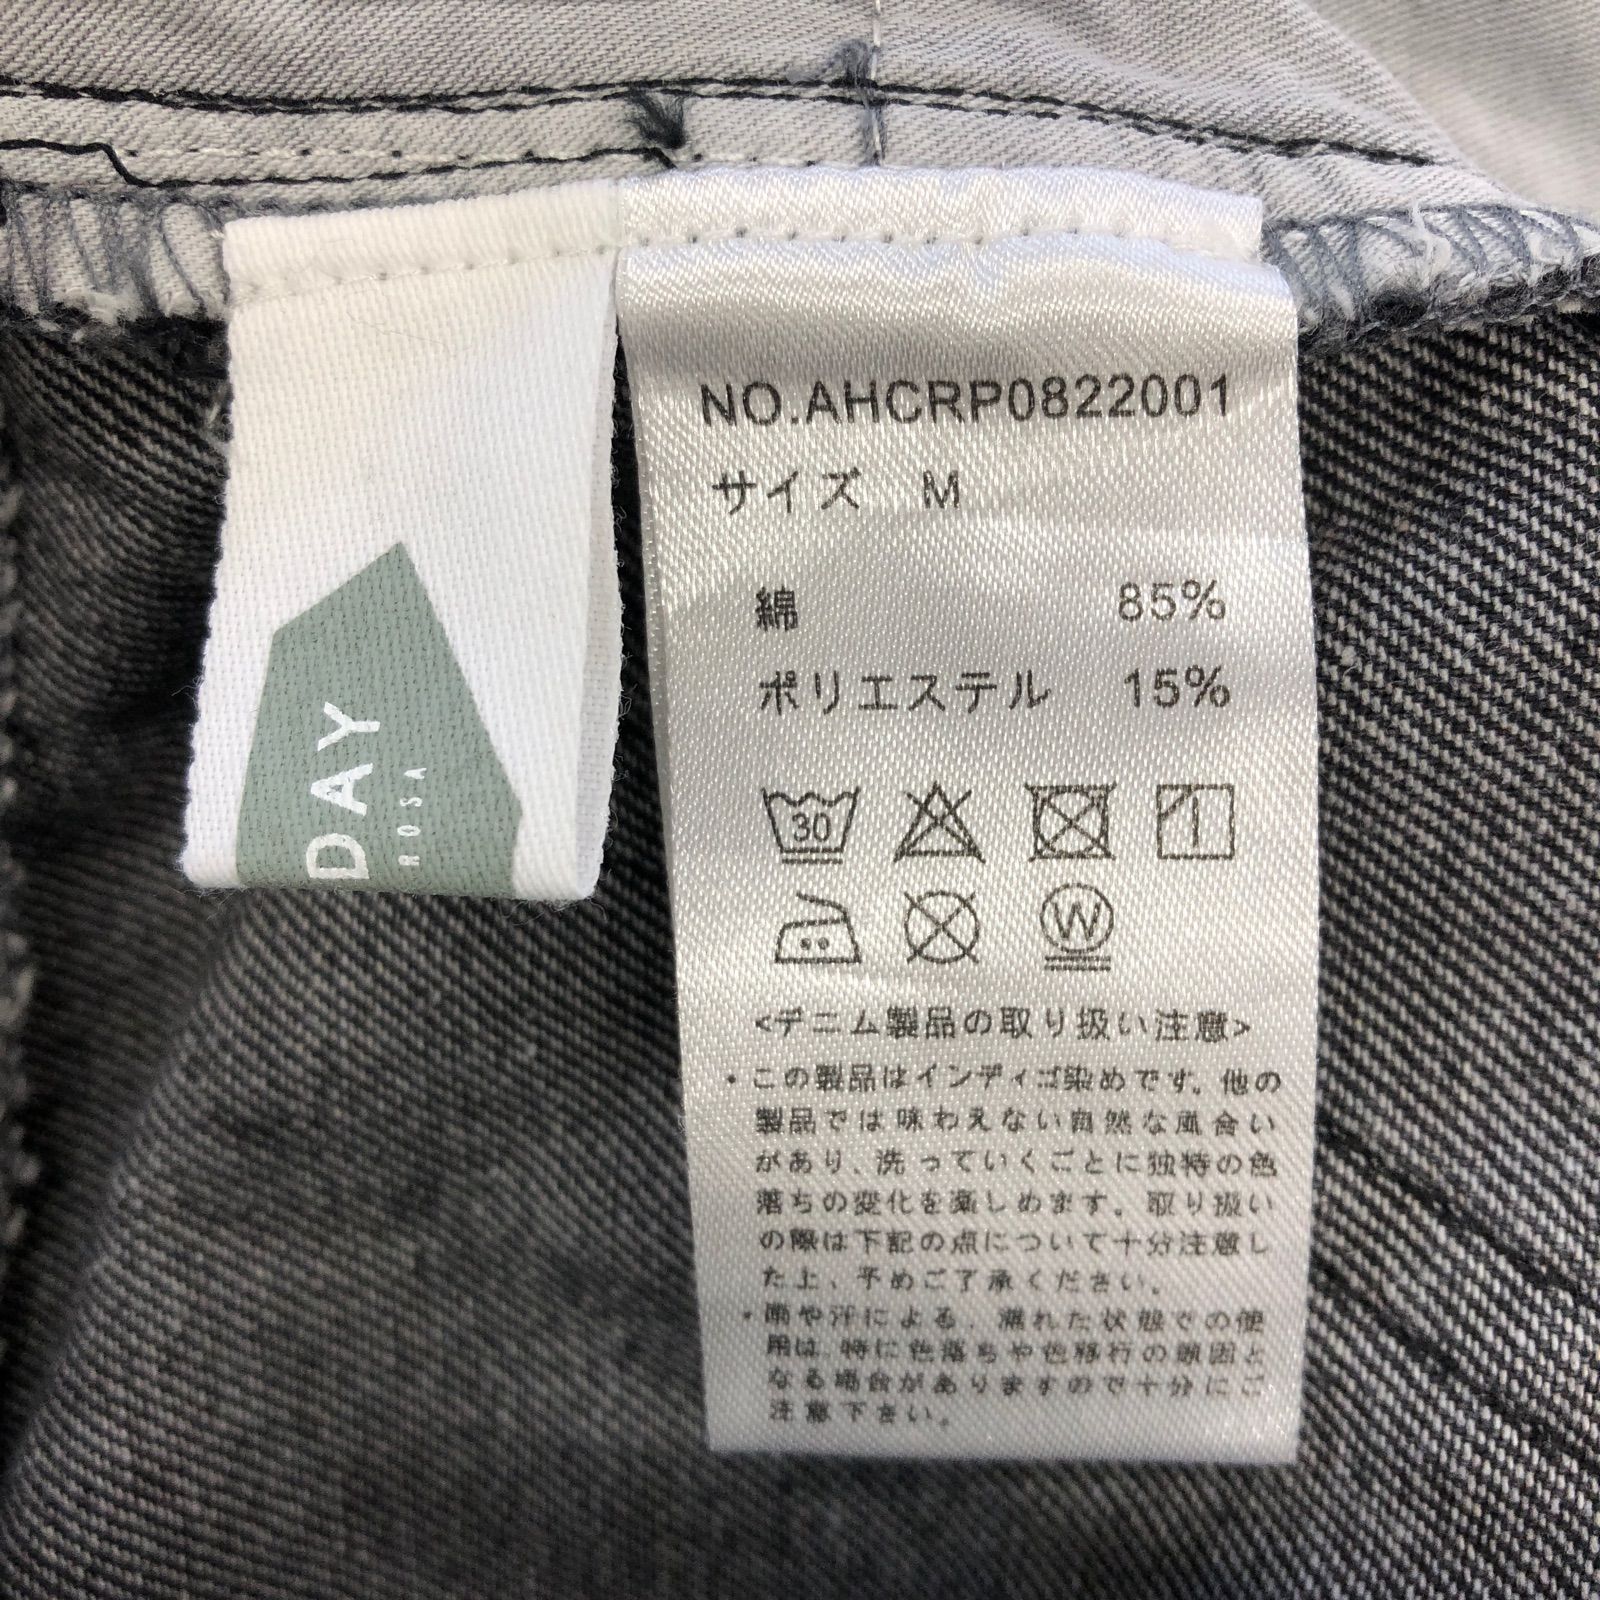 DAY
ROSA
NO.AHCRP0822001
サイズ M
綿 85%
ポリエステル 15%
30
W
<デニム製品の取り扱い注意>
・この製品はインディゴ染めです。他の
製品では味わえない自然な風合い
があり、洗っていくごとに独特の色
落ちの変化を楽しめます。取り扱い
の際は下記の点について十分注意し
た上、予めご了承ください。
・雨や汗による、濡れた状態での使
用は、特に色落ちや色移行の原因と
なる場合がありますので十分にご
注意下さい。